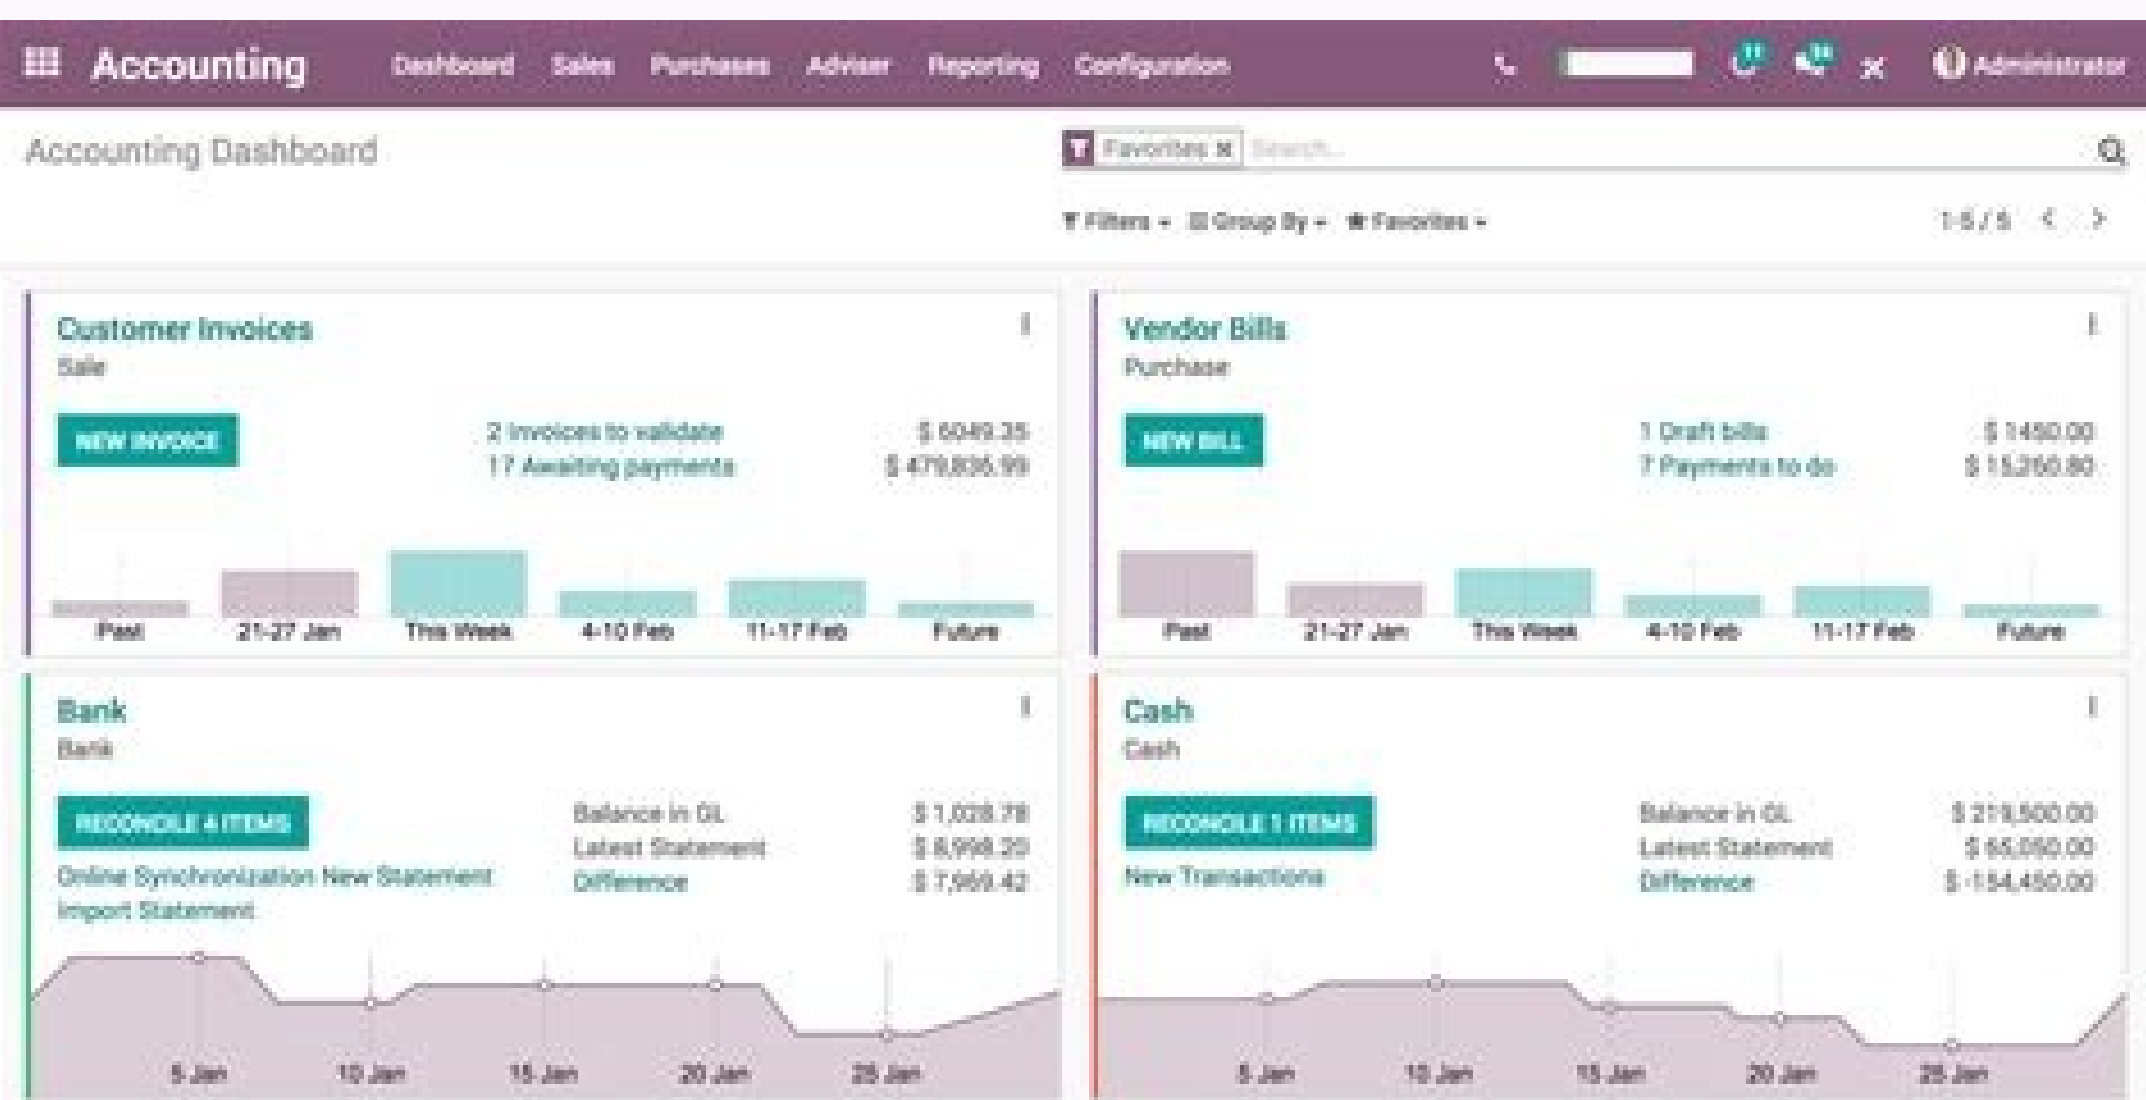 Accounting Dashboard Sales Purchases Adviser Reporting Configuration 11 Administrator
Accounting Dashboard
Favorites Search...
Filters Group By Favorites 1-5 / 5
Customer Invoices
Sale
NEW INVOICE
2 Invoices to validate $ 6049.35
17 Awaiting payments $ 479,836.99
Past 21-27 Jan This Week 4-10 Feb 11-17 Feb Future
Vendor Bills
Purchase
NEW BILL
1 Draft bills $ 1450.00
7 Payments to do $ 15,250.80
Past 21-27 Jan This Week 4-10 Feb 11-17 Feb Future
Bank
Bank
RECONCILE 4 ITEMS
Online Synchronization New Statement
Import Statement
Balance in GL $ 1,028.78
Latest Statement
Difference $ 7,969.42
5 Jan 10 Jan 15 Jan 20 Jan 25 Jan
Cash
Cash
RECONCILE 1 ITEMS
New Transactions
Balance in GL $ 219,500.00
Latest Statement $ 65,050.00
Difference $ -154,450.00
5 Jan 10 Jan 15 Jan 20 Jan 25 Jan